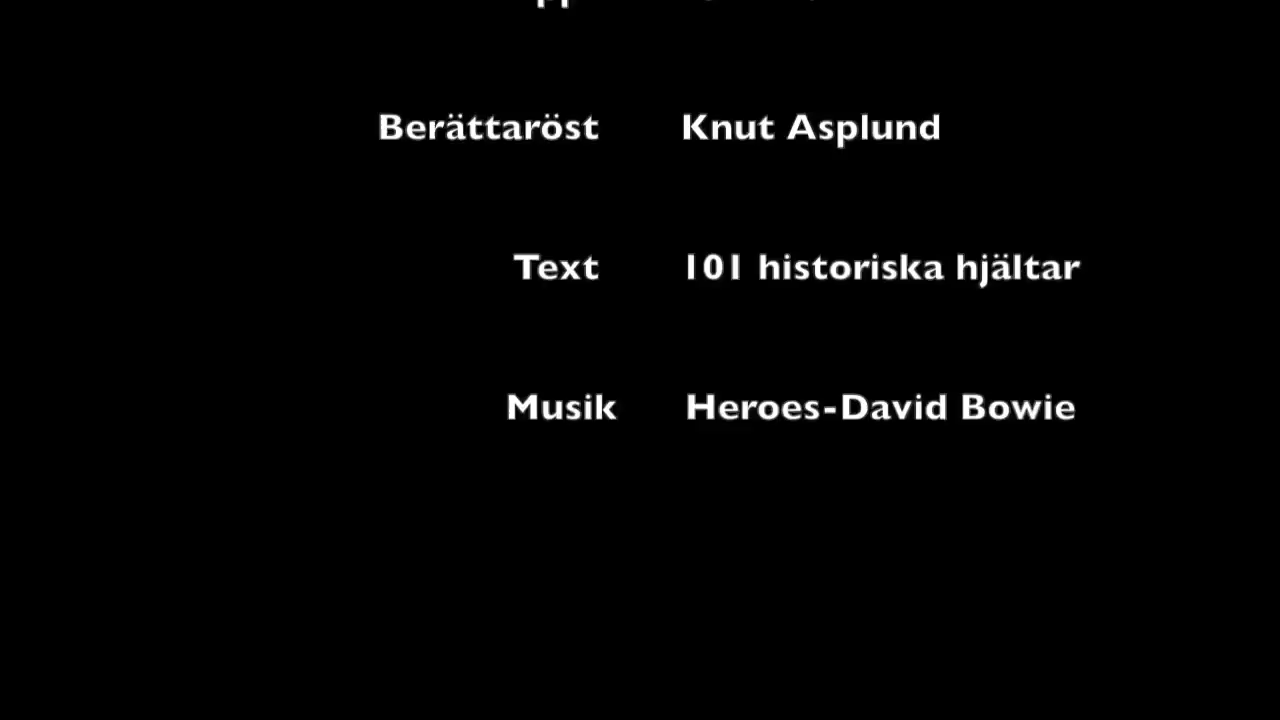 Berättaröst Knut Asplund
Text 101 historiska hjältar
Musik Heroes-David Bowie